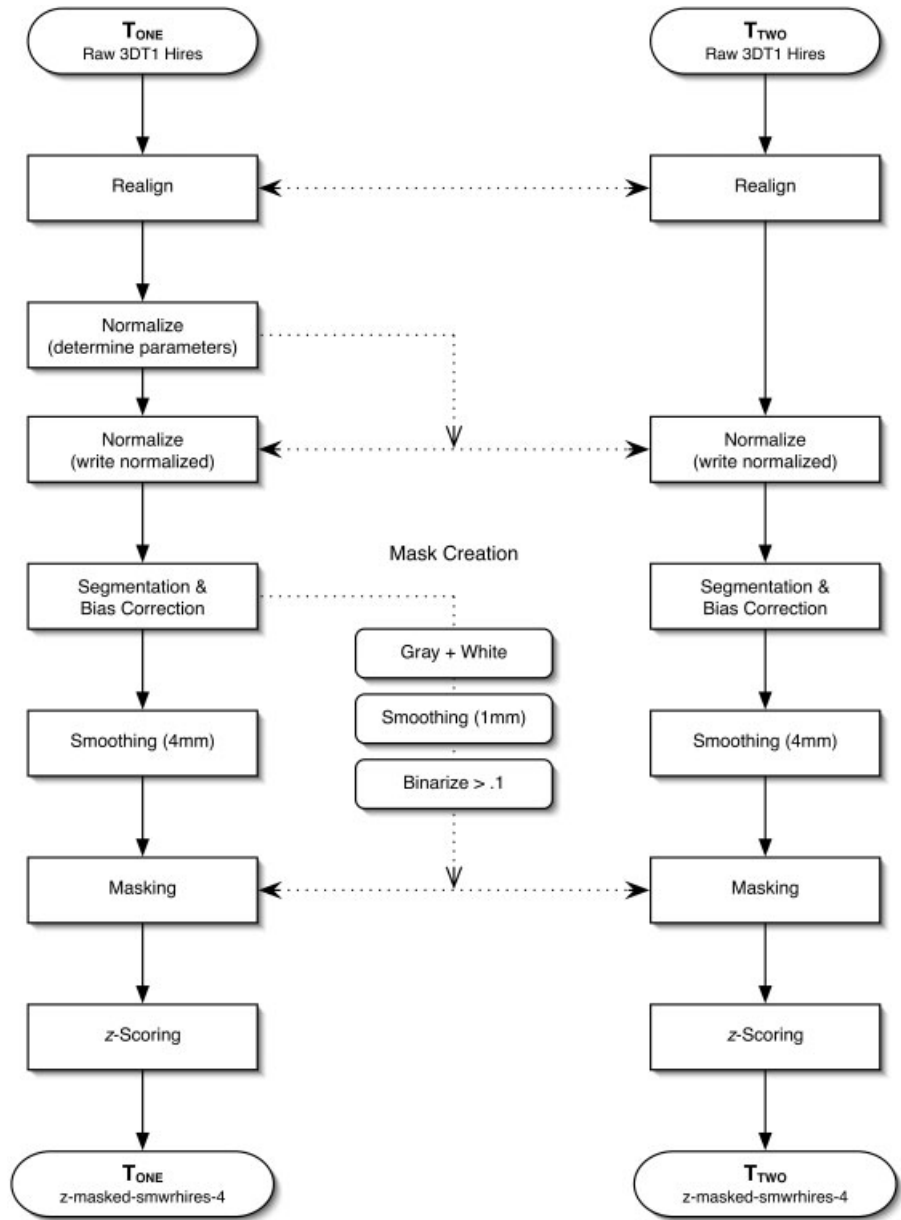 TONE
Raw 3DT1 Hires
TTWO
Raw 3DT1 Hires
Realign
Realign
Normalize
(determine parameters)
Normalize
(write normalized)
Normalize
(write normalized)
Mask Creation
Segmentation &
Bias Correction
Segmentation &
Bias Correction
Gray + White
Smoothing (4mm)
Smoothing (1mm)
Smoothing (4mm)
Binarize > .1
Masking
Masking
z-Scoring
z-Scoring
TONE
z-masked-smwrhires-4
TTWO
z-masked-smwrhires-4